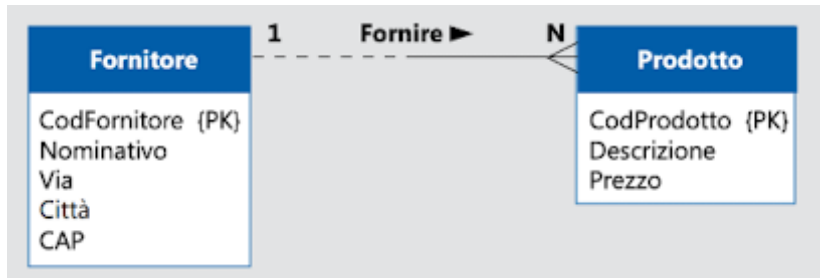 1 Fornire ► N
Fornitore
Prodotto
CodFornitore {PK}
Nominativo
Via
Città
CAP
CodProdotto {PK}
Descrizione
Prezzo